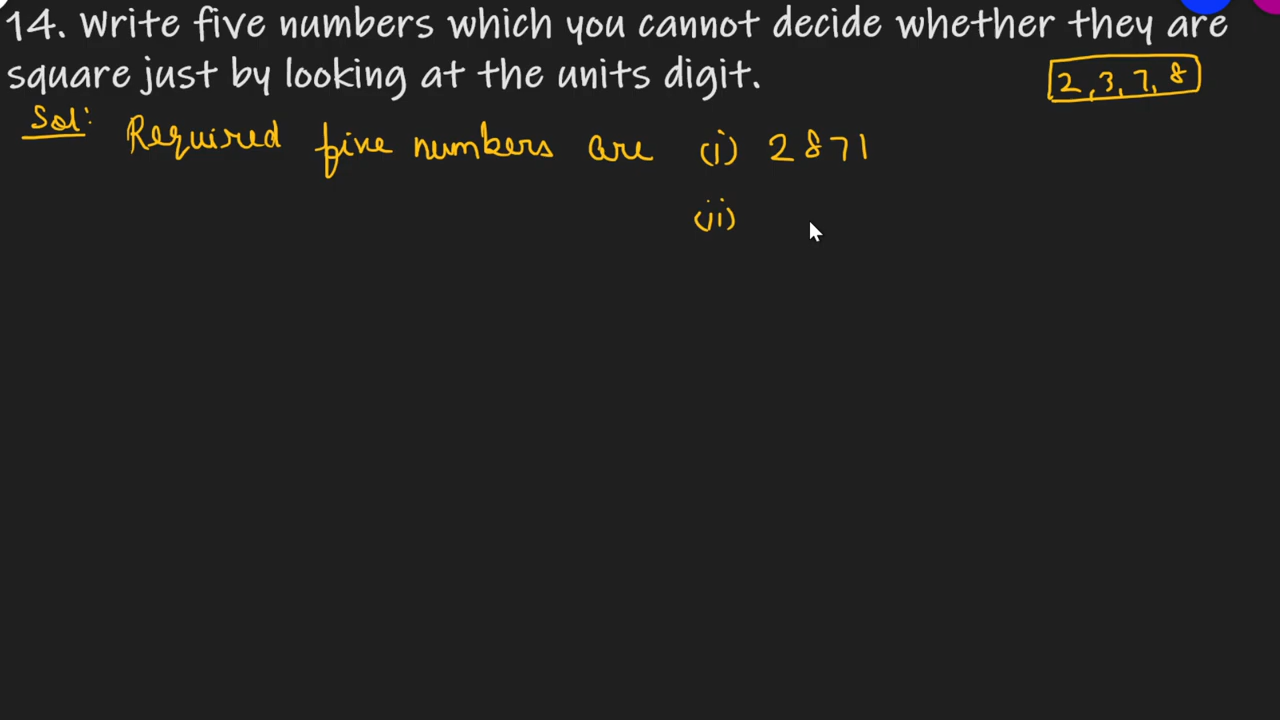 14. Write five numbers which you cannot decide whether they are
square just by looking at the units digit.
2, 3, 7, 8
Sol: Required five numbers are (i) 2871
(ii)